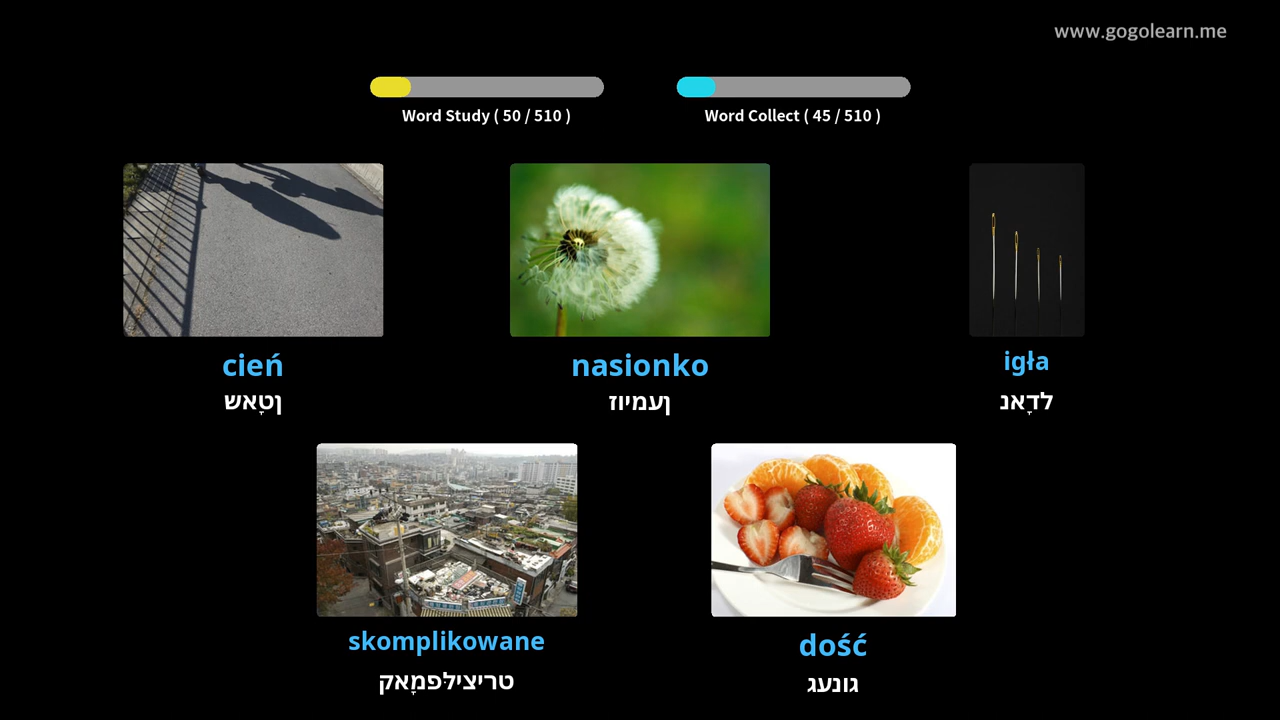 www.gogolearn.me
Word Study ( 50 / 510 )
Word Collect ( 45 / 510 )
cień
nasionko
igła
שאָטן
זוימען
נאָדל
skomplikowane
dość
קאָמפּליצירט
גענוג